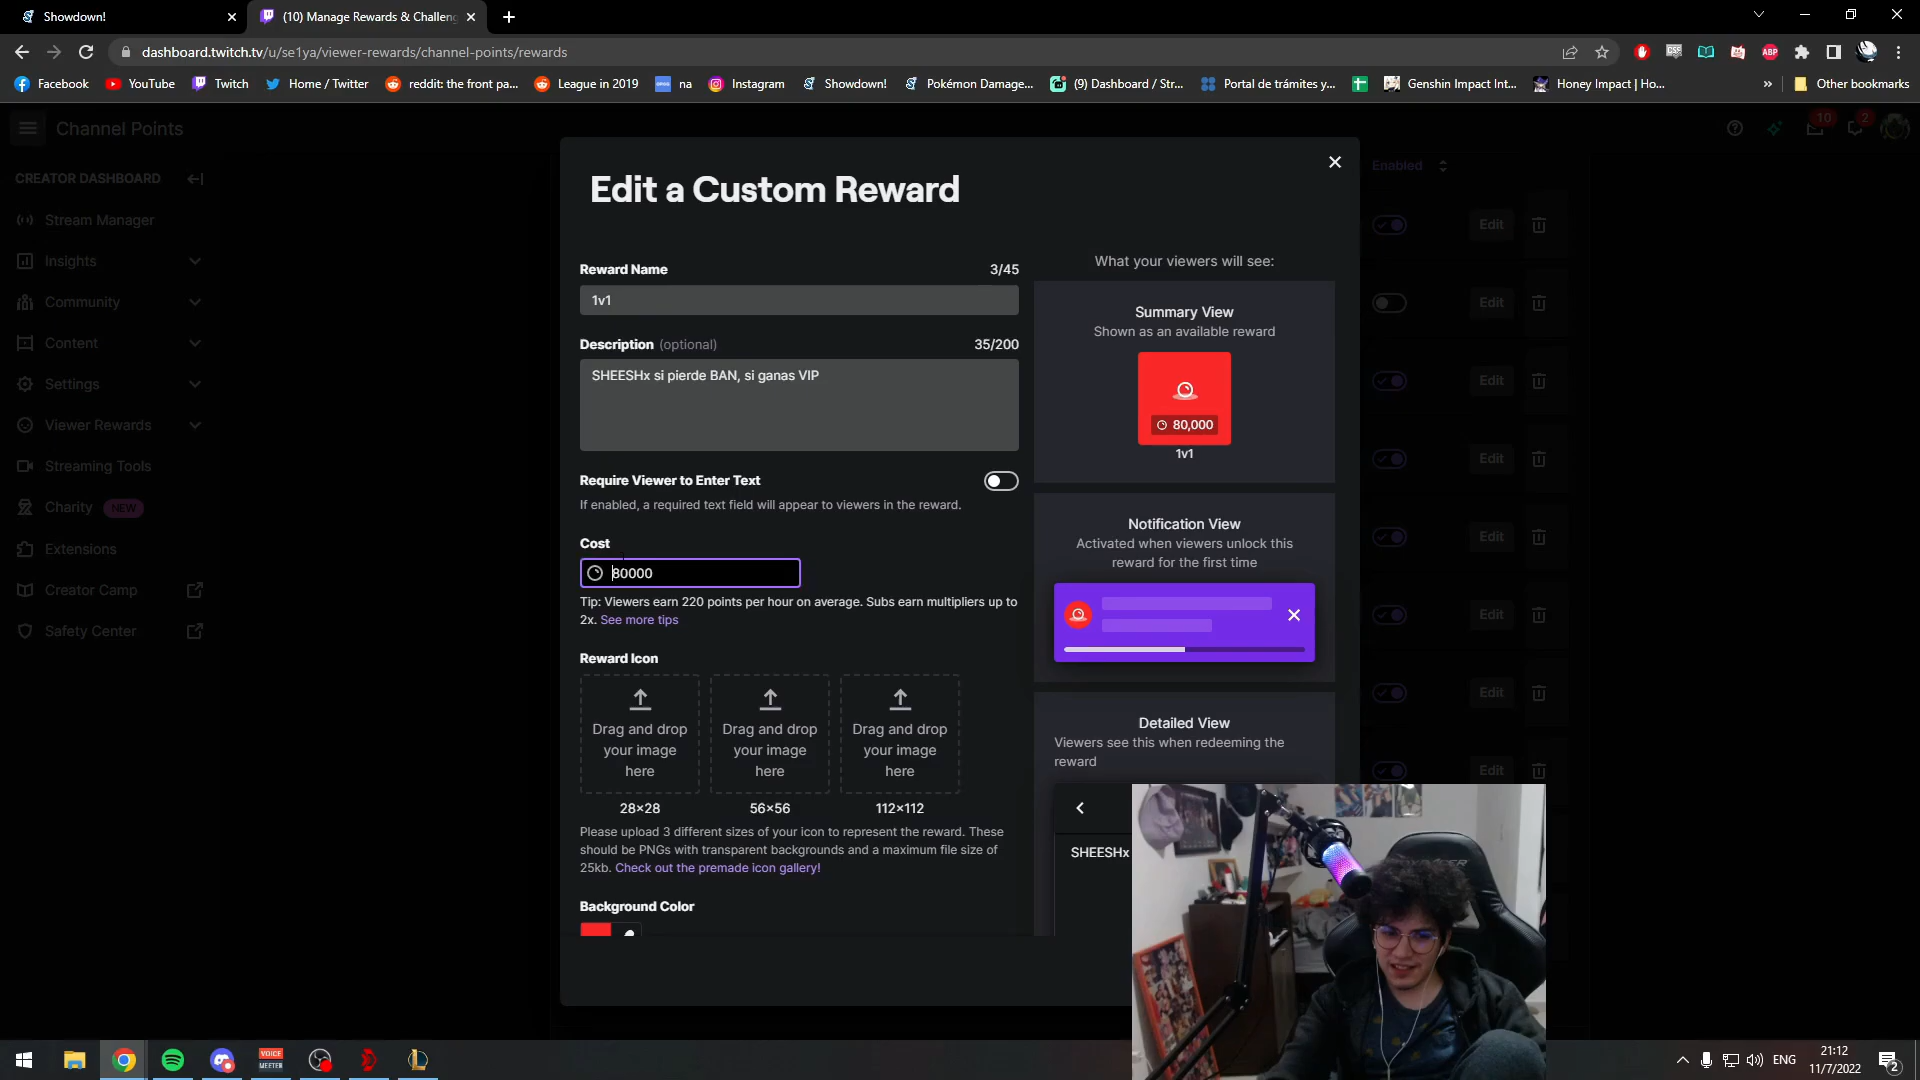 Showdown!
(10) Manage Rewards & Challeng
dashboard.twitch.tv/u/se1ya/viewer-rewards/channel-points/rewards
Facebook
YouTube
Twitch
Home / Twitter
reddit: the front pa...
League in 2019
na
Instagram
Showdown!
Pokémon Damage...
(9) Dashboard / Str...
Portal de trámites y...
Genshin Impact Int...
Honey Impact | Ho...
»
Other bookmarks
Channel Points
10
2
CREATOR DASHBOARD
Stream Manager
Insights
Community
Content
Settings
Viewer Rewards
Streaming Tools
Charity NEW
Extensions
Creator Camp
Safety Center
Edit a Custom Reward
Reward Name 3/45
1v1
Description (optional) 35/200
SHEESHx si pierde BAN, si ganas VIP
Require Viewer to Enter Text
If enabled, a required text field will appear to viewers in the reward.
Cost
80000
Tip: Viewers earn 220 points per hour on average. Subs earn multipliers up to
2x. See more tips
Reward Icon
Drag and drop
your image
here
28×28
Drag and drop
your image
here
56×56
Drag and drop
your image
here
112×112
Please upload 3 different sizes of your icon to represent the reward. These
should be PNGs with transparent backgrounds and a maximum file size of
25kb. Check out the premade icon gallery!
Background Color
What your viewers will see:
Summary View
Shown as an available reward
80,000
1v1
Notification View
Activated when viewers unlock this
reward for the first time
Detailed View
Viewers see this when redeeming the
reward
SHEESHx
Enabled
Edit
Edit
Edit
Edit
Edit
Edit
Edit
Edit
VOICE
MEETER
ENG
21:12
11/7/2022
2